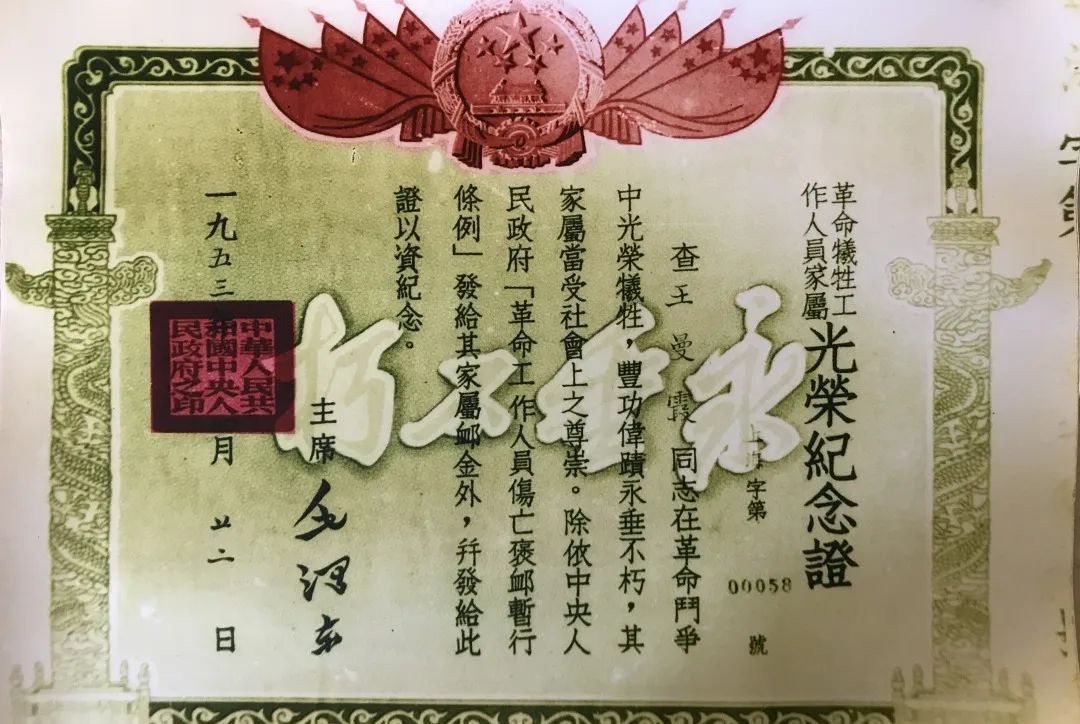 革命犧牲工
作人員家屬
光榮紀念證
上海字第
00058
號
查王曼霞同志在革命鬥爭
中光榮犧牲，豐功偉蹟永垂不朽，其
家屬當受社會上之尊崇。除依中央人
民政府「革命工作人員傷亡褒卹暫行
條例」發給其家屬卹金外，幷發給此
證以資紀念。
永垂不朽
主席
毛澤东
一九五三年 月廿二日
中華人民共
和國中央人
民政府之印
字第